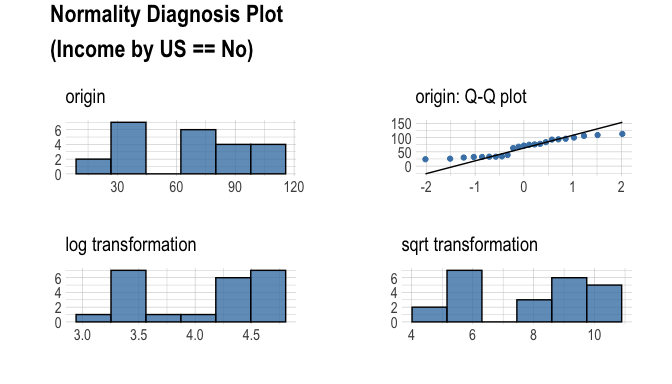 Normality Diagnosis Plot
(Income by US == No)
origin
6
4
2
0
30 60 90 120
origin: Q-Q plot
150
100
50
0
-2 -1 0 1 2
log transformation
6
4
2
0
3.0 3.5 4.0 4.5
sqrt transformation
6
4
2
0
4 6 8 10